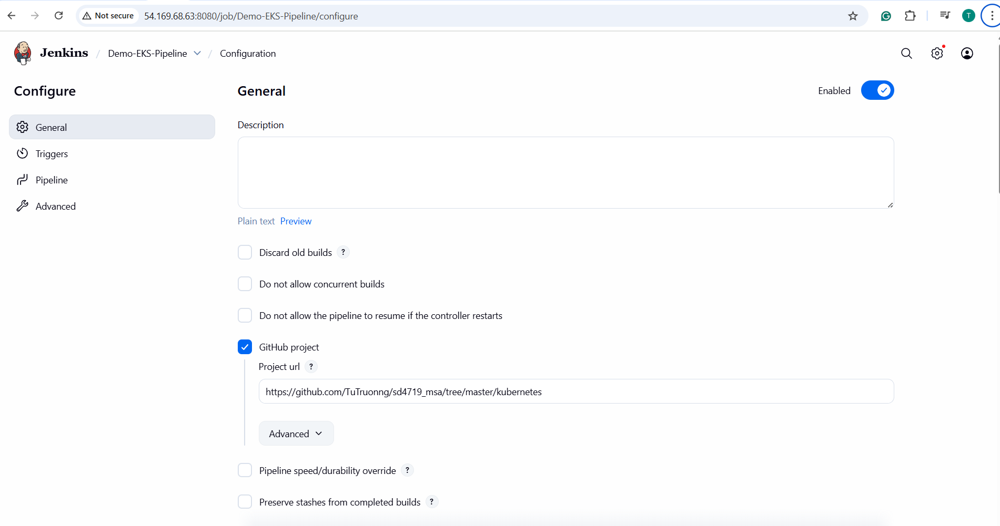 Not secure 54.169.68.63:8080/job/Demo-EKS-Pipeline/configure T
Jenkins / Demo-EKS-Pipeline / Configuration
Configure
General
Triggers
Pipeline
Advanced
General
Enabled
Description
Plain text Preview
Discard old builds ?
Do not allow concurrent builds
Do not allow the pipeline to resume if the controller restarts
GitHub project
Project url ?
https://github.com/TuTruonng/sd4719_msa/tree/master/kubernetes
Advanced
Pipeline speed/durability override ?
Preserve stashes from completed builds ?